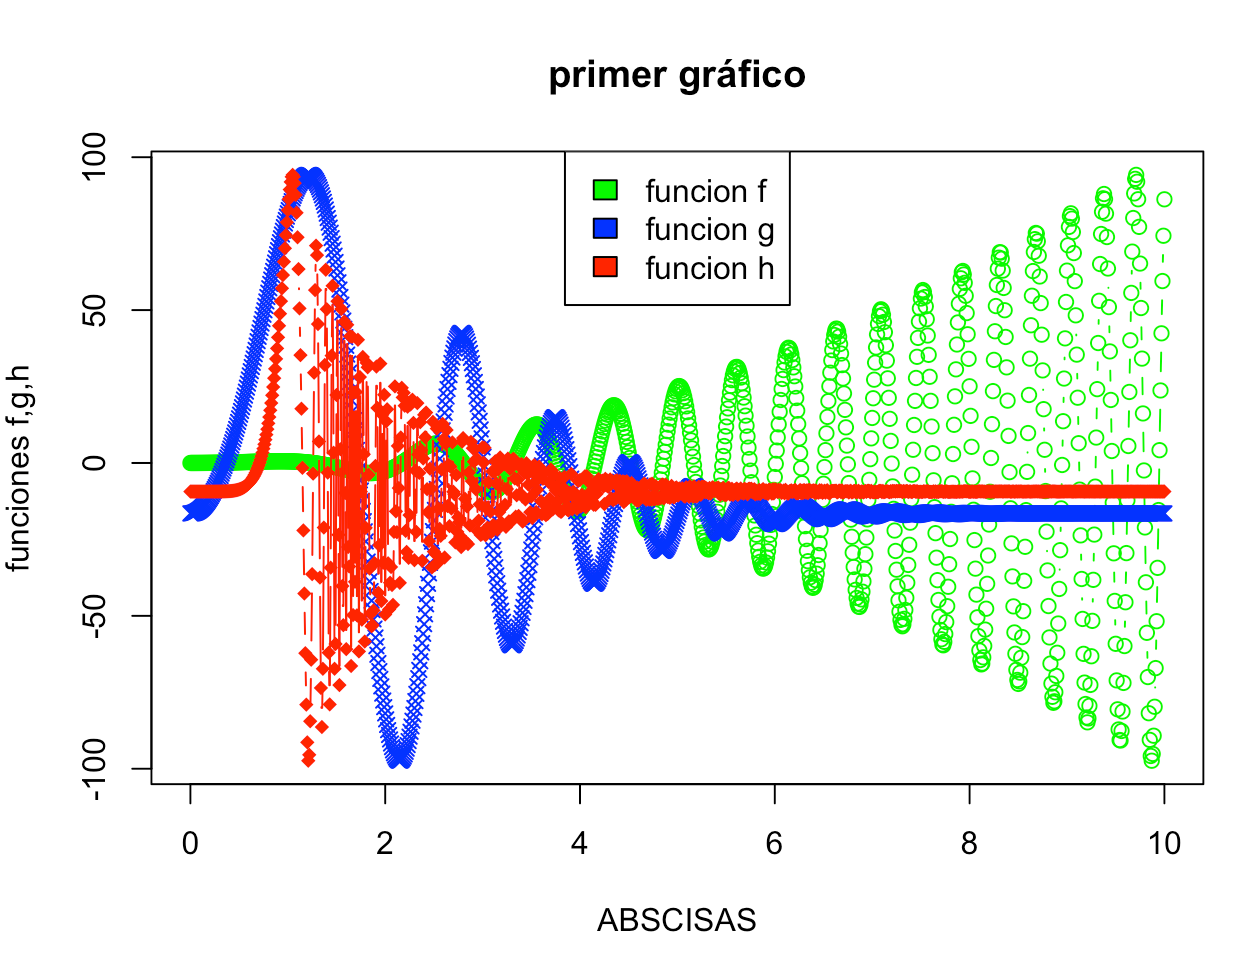 primer gráfico
100
50
0
-50
-100
funciones f,g,h
funcion f
funcion g
funcion h
0 2 4 6 8 10
ABSCISAS